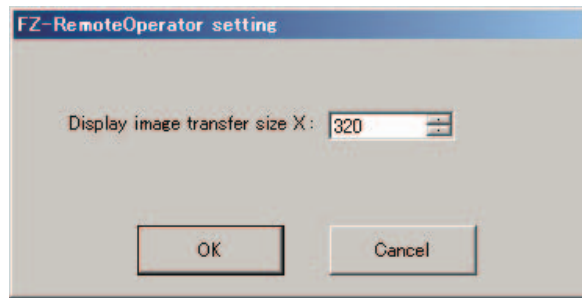 FZ-RemoteOperator setting
Display image transfer size X: 320
OK
Cancel